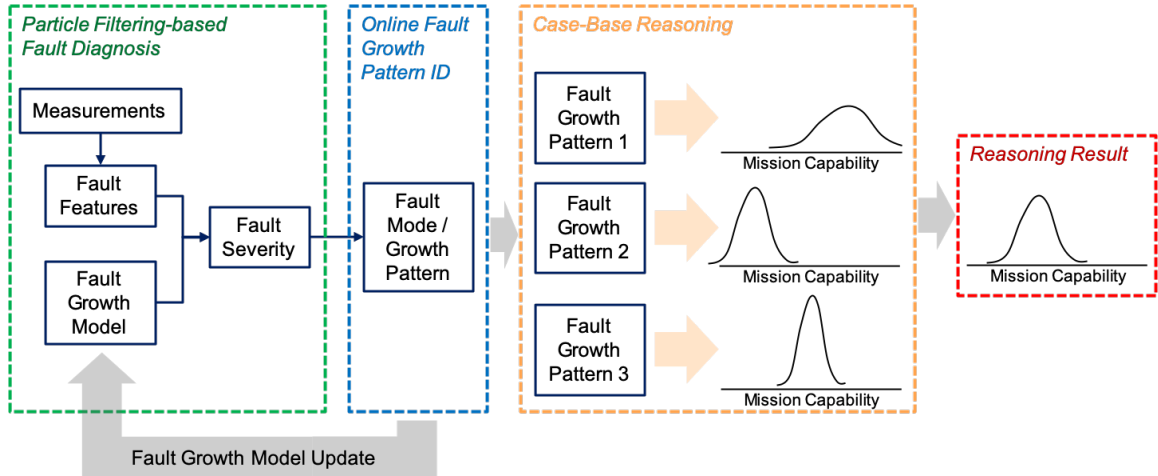 Particle Filtering-based
Fault Diagnosis
Measurements
Fault
Features
Fault
Growth
Model
Fault
Severity
Online Fault
Growth
Pattern ID
Fault
Mode /
Growth
Pattern
Case-Base Reasoning
Fault
Growth
Pattern 1
Mission Capability
Fault
Growth
Pattern 2
Mission Capability
Fault
Growth
Pattern 3
Mission Capability
Reasoning Result
Mission Capability
Fault Growth Model Update